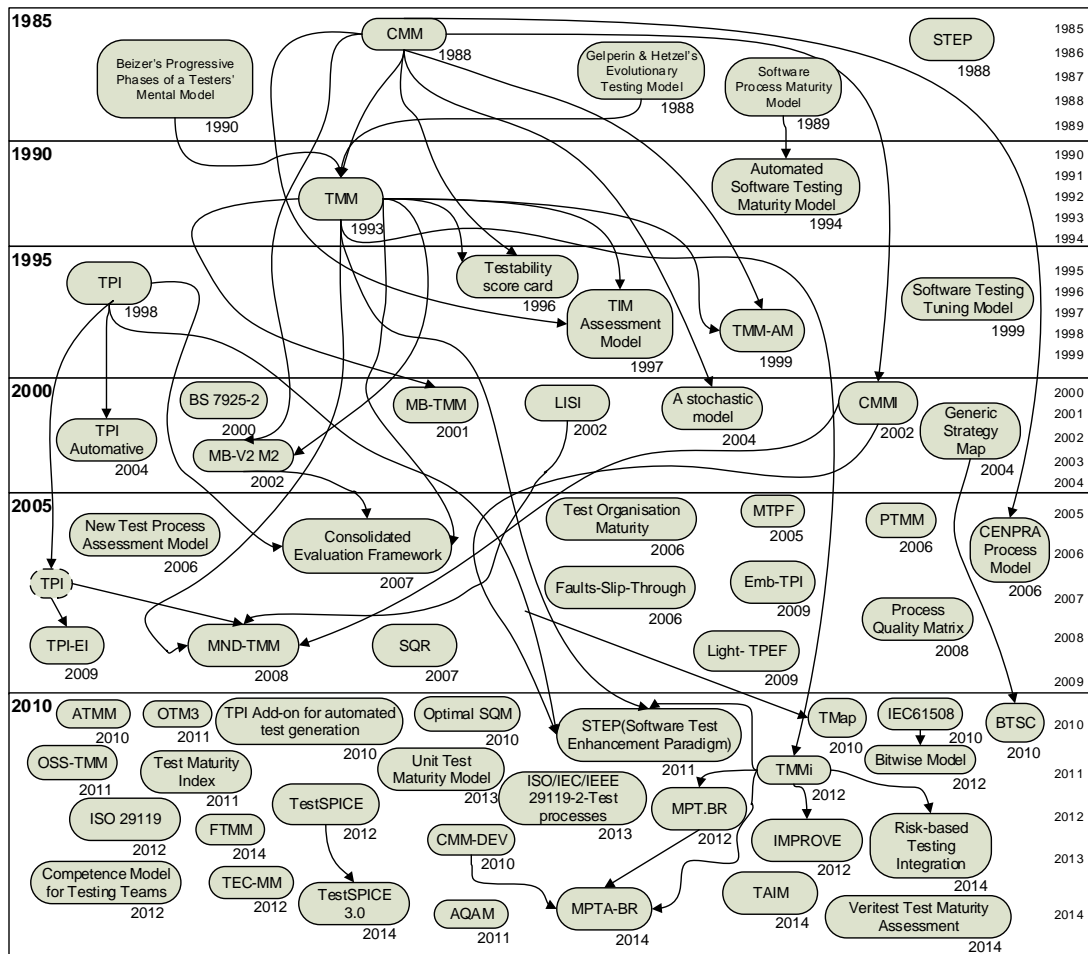 1985
CMM
1988
STEP
1988
Beizer's Progressive
Phases of a Testers'
Mental Model
1990
Gelperin & Hetzel's
Evolutionary
Testing Model
1988
Software
Process Maturity
Model
1989
1985
1986
1987
1988
1989
1990
TMM
1993
Automated
Software Testing
Maturity Model
1994
1990
1991
1992
1993
1994
1995
TPI
1998
Testability
score card
1996
TIM
Assessment
Model
1997
TMM-AM
1999
Software Testing
Tuning Model
1999
1995
1996
1997
1998
1999
2000
BS 7925-2
2000
TPI
Automative
2004
MB-V2 M2
2002
MB-TMM
2001
LISI
2002
A stochastic
model
2004
CMMI
2002
Generic
Strategy
Map
2004
2000
2001
2002
2003
2004
2005
New Test Process
Assessment Model
2006
Consolidated
Evaluation Framework
2007
Test Organisation
Maturity
2006
MTPF
2005
PTMM
2006
CENPRA
Process
Model
2006
TPI
Faults-Slip-Through
2006
Emb-TPI
2009
Process
Quality Matrix
2008
TPI-EI
2009
MND-TMM
2008
SQR
2007
Light- TPEF
2009
2005
2006
2007
2008
2009
2010
ATMM
2010
OTM3
2011
TPI Add-on for automated
test generation
2010
Optimal SQM
2010
STEP(Software Test
Enhancement Paradigm)
2011
TMap
2010
IEC61508
2010
BTSC
2010
OSS-TMM
2011
Test Maturity
Index
2011
Unit Test
Maturity Model
2013
TMMi
2012
Bitwise Model
2012
ISO 29119
2012
FTMM
2014
TestSPICE
2012
ISO/IEC/IEEE
29119-2-Test
processes
2013
MPT.BR
2012
IMPROVE
2012
Risk-based
Testing
Integration
2014
CMM-DEV
2010
Competence Model
for Testing Teams
2012
TEC-MM
2012
TestSPICE
3.0
2014
AQAM
2011
MPTA-BR
2014
TAIM
2014
Veritest Test Maturity
Assessment
2014
2010
2011
2012
2013
2014